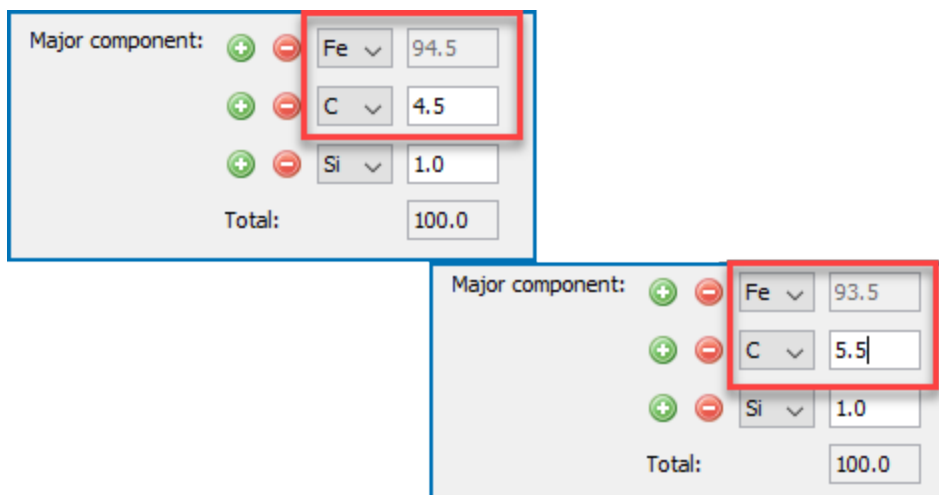 Major component: Fe 94.5
C 4.5
Si 1.0
Total: 100.0
Major component: Fe 93.5
C 5.5
Si 1.0
Total: 100.0